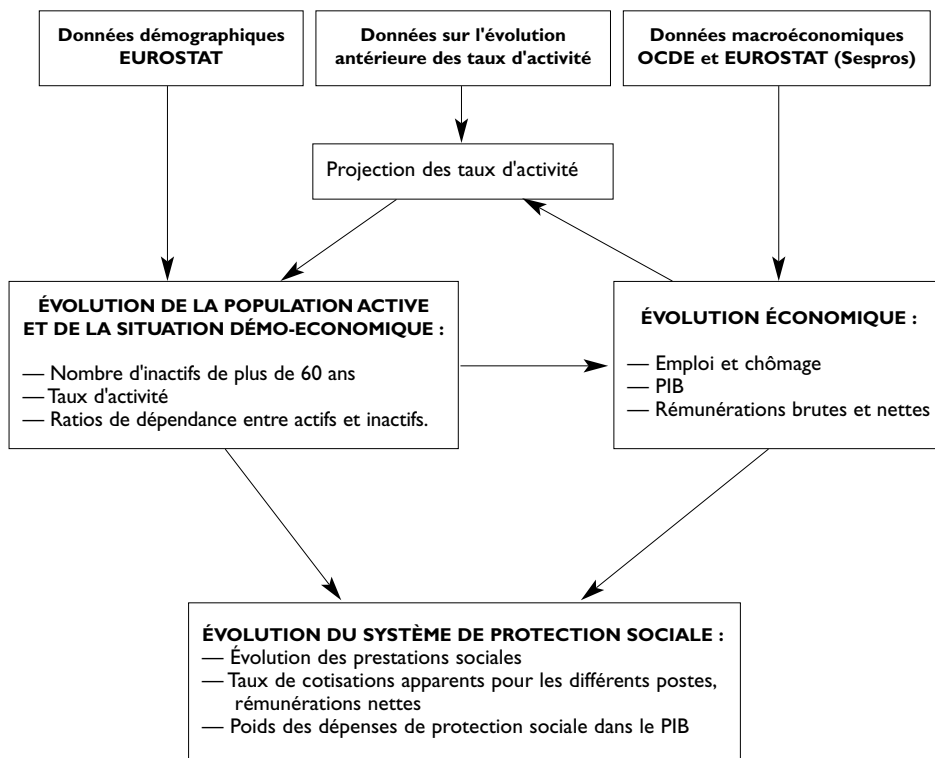 Données démographiques
EUROSTAT
Données sur l'évolution
antérieure des taux d'activité
Données macroéconomiques
OCDE et EUROSTAT (Sespros)
Projection des taux d'activité
ÉVOLUTION DE LA POPULATION ACTIVE
ET DE LA SITUATION DÉMO-ECONOMIQUE :
— Nombre d'inactifs de plus de 60 ans
— Taux d'activité
— Ratios de dépendance entre actifs et inactifs.
ÉVOLUTION ÉCONOMIQUE :
— Emploi et chômage
— PIB
— Rémunérations brutes et nettes
ÉVOLUTION DU SYSTÈME DE PROTECTION SOCIALE :
— Évolution des prestations sociales
— Taux de cotisations apparents pour les différents postes,
rémunérations nettes
— Poids des dépenses de protection sociale dans le PIB